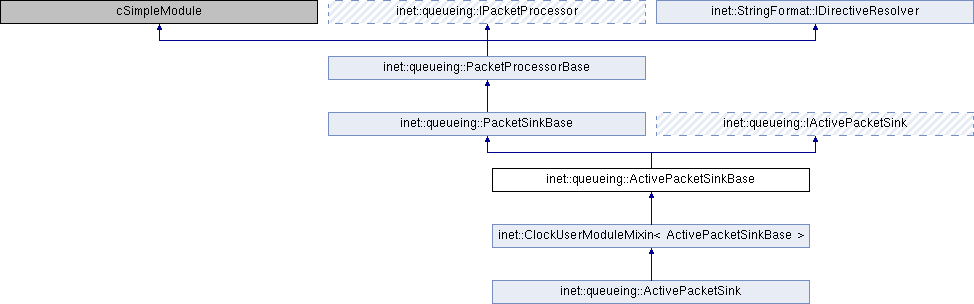 cSimpleModule
inet::queueing::IPacketProcessor
inet::StringFormat::IDirectiveResolver
inet::queueing::PacketProcessorBase
inet::queueing::PacketSinkBase
inet::queueing::IActivePacketSink
inet::queueing::ActivePacketSinkBase
inet::ClockUserModuleMixin< ActivePacketSinkBase >
inet::queueing::ActivePacketSink